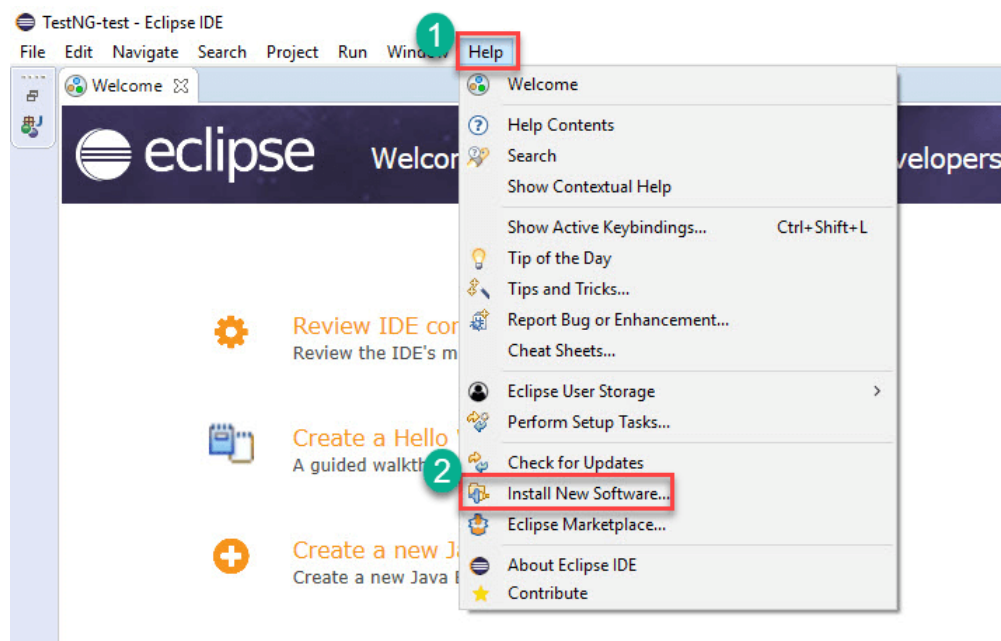 TestNG-test - Eclipse IDE
1
File Edit Navigate Search Project Run Window Help
Welcome
Welcome
eclipse
velopers
Help Contents
Search
Show Contextual Help
Show Active Keybindings... Ctrl+Shift+L
Tip of the Day
Tips and Tricks...
Review IDE
Report Bug or Enhancement...
Review the IDE's
Cheat Sheets...
Eclipse User Storage
Perform Setup Tasks...
Create a Hello
A guided
Check for Updates
2
Install New Software...
Eclipse Marketplace...
Create a new
Create a new Java
About Eclipse IDE
Contribute